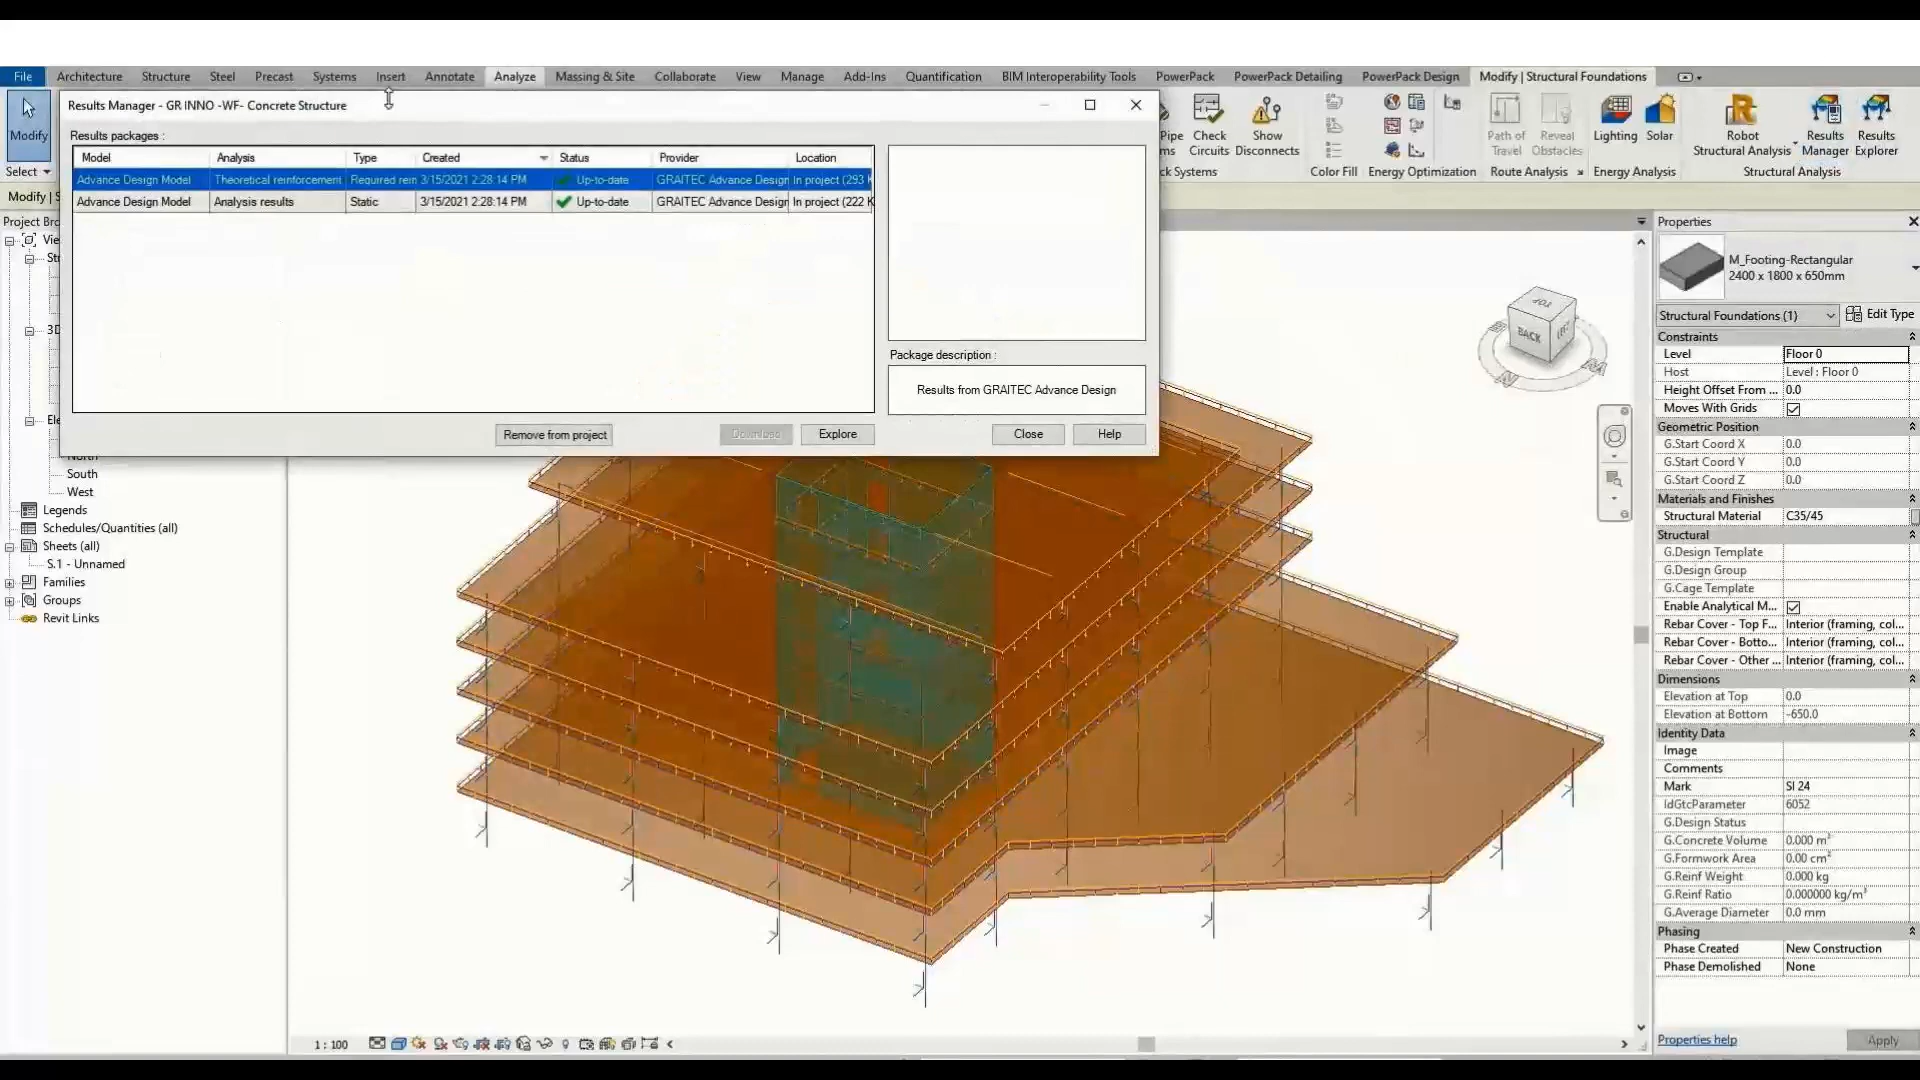 File Architecture Structure Steel Precast Systems Insert Annotate Analyze Massing & Site Collaborate View Manage Add-Ins Quantification BIM Interoperability Tools PowerPack PowerPack Detailing PowerPack Design Modify | Structural Foundations
Results Manager - GR INNO -WF- Concrete Structure
Modify
Select
Modify | S
Results packages :
Model Analysis Type Created Status Provider Location
Advance Design Model Theoretical reinforcement Required rein 3/15/2021 2:28:14 PM Up-to-date GRAITEC Advance Design In project (293 K
Advance Design Model Analysis results Static 3/15/2021 2:28:14 PM Up-to-date GRAITEC Advance Design In project (222 K
Package description :
Results from GRAITEC Advance Design
Remove from project Download Explore Close Help
Pipe Check Show
ms Circuits Disconnects
ck Systems
Color Fill
Energy Optimization
Path of Reveal
Travel Obstacles
Route Analysis
Lighting Solar
Energy Analysis
Robot Results Results
Structural Analysis Manager Explorer
Structural Analysis
Project Bro
Vie
Str
3D
Ele
North
South
West
Legends
Schedules/Quantities (all)
Sheets (all)
S.1 - Unnamed
Families
Groups
Revit Links
TOP
BACK
1 : 100
Properties
M_Footing-Rectangular
2400 x 1800 x 650mm
Structural Foundations (1) Edit Type
Constraints
Level Floor 0
Host Level : Floor 0
Height Offset From ... 0.0
Moves With Grids
Geometric Position
G.Start Coord X 0.0
G.Start Coord Y 0.0
G.Start Coord Z 0.0
Materials and Finishes
Structural Material C35/45
Structural
G.Design Template
G.Design Group
G.Cage Template
Enable Analytical M...
Rebar Cover - Top F... Interior (framing, col...
Rebar Cover - Botto... Interior (framing, col...
Rebar Cover - Other ... Interior (framing, col...
Dimensions
Elevation at Top 0.0
Elevation at Bottom -650.0
Identity Data
Image
Comments
Mark SI 24
IdGtcParameter 6052
G.Design Status
G.Concrete Volume 0.000 m³
G.Formwork Area 0.00 cm²
G.Reinf Weight 0.000 kg
G.Reinf Ratio 0.000000 kg/m³
G.Average Diameter 0.0 mm
Phasing
Phase Created New Construction
Phase Demolished None
Properties help Apply